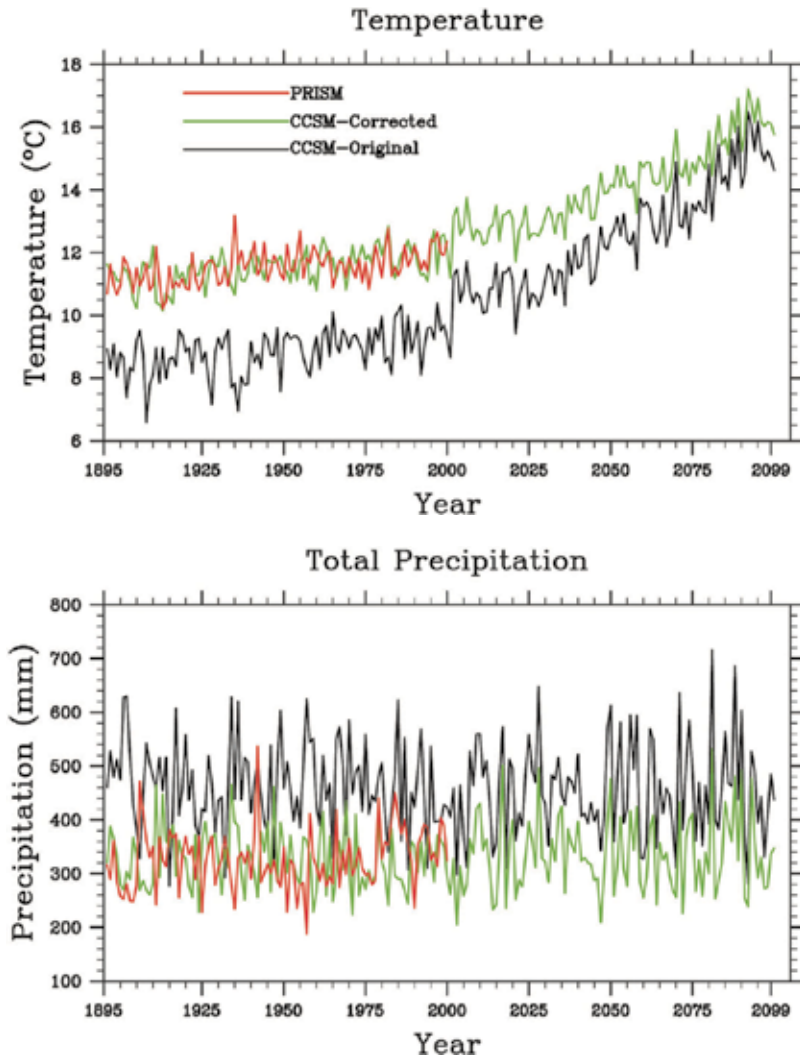 Temperature
18
16
14
12
10
8
6
Temperature (°C)
PRISM
CCSM-Corrected
CCSM-Original
1895 1925 1950 1975 2000 2025 2050 2075 2099
Year
Total Precipitation
800
700
600
500
400
300
200
100
Precipitation (mm)
1895 1925 1950 1975 2000 2025 2050 2075 2099
Year